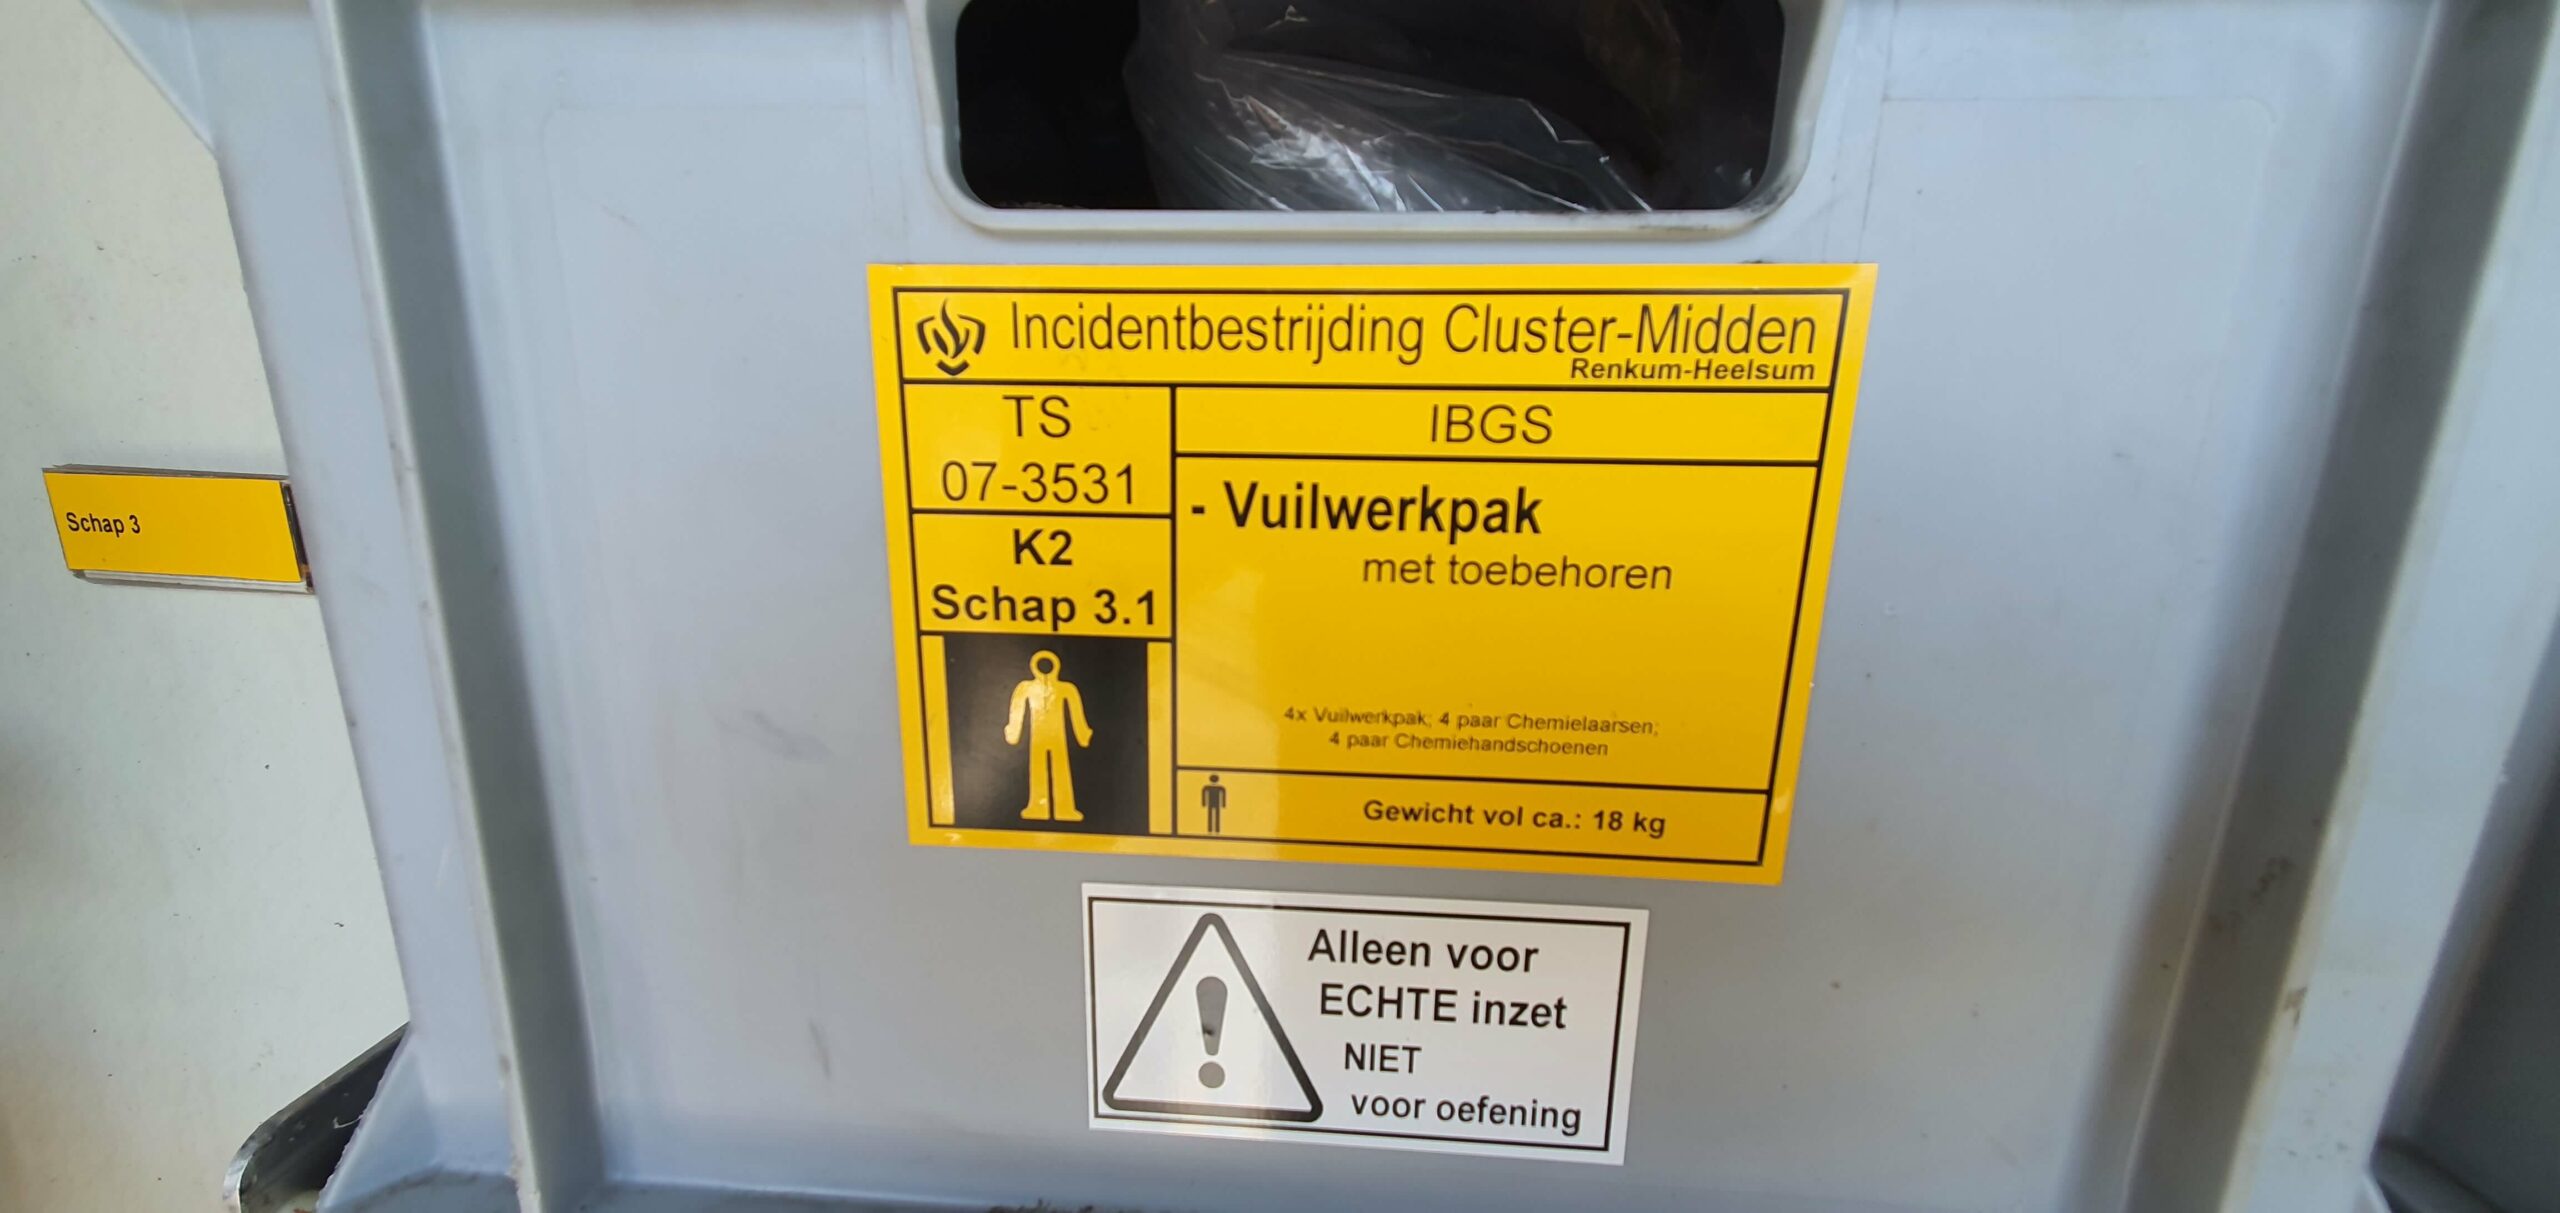 Schap 3
Incidentbestrijding Cluster-Midden
Renkum-Heelsum
TS
07-3531
K2
Schap 3.1
IBGS
- Vuilwerkpak
met toebehoren
4x Vuilwerkpak; 4 paar Chemielaarsen;
4 paar Chemiehandschoenen
Gewicht vol ca.: 18 kg
Alleen voor
ECHTE inzet
NIET
voor oefening